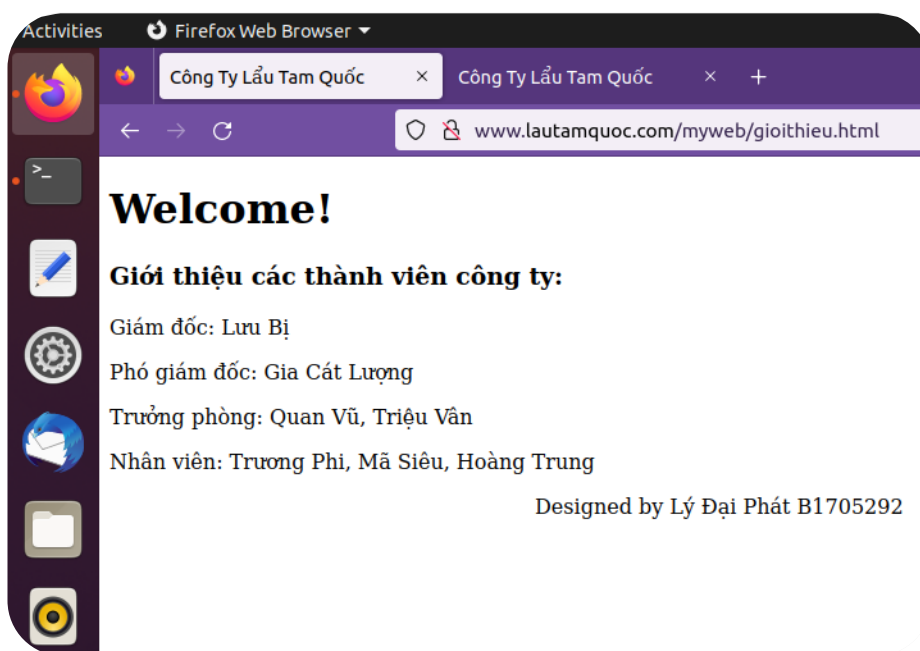 Activities Firefox Web Browser
Công Ty Lẩu Tam Quốc × Công Ty Lẩu Tam Quốc × +
www.lautamquoc.com/myweb/gioithieu.html
>_
Welcome!
Giới thiệu các thành viên công ty:
Giám đốc: Lưu Bị
Phó giám đốc: Gia Cát Lượng
Trưởng phòng: Quan Vũ, Triệu Vân
Nhân viên: Trương Phi, Mã Siêu, Hoàng Trung
Designed by Lý Đại Phát B1705292